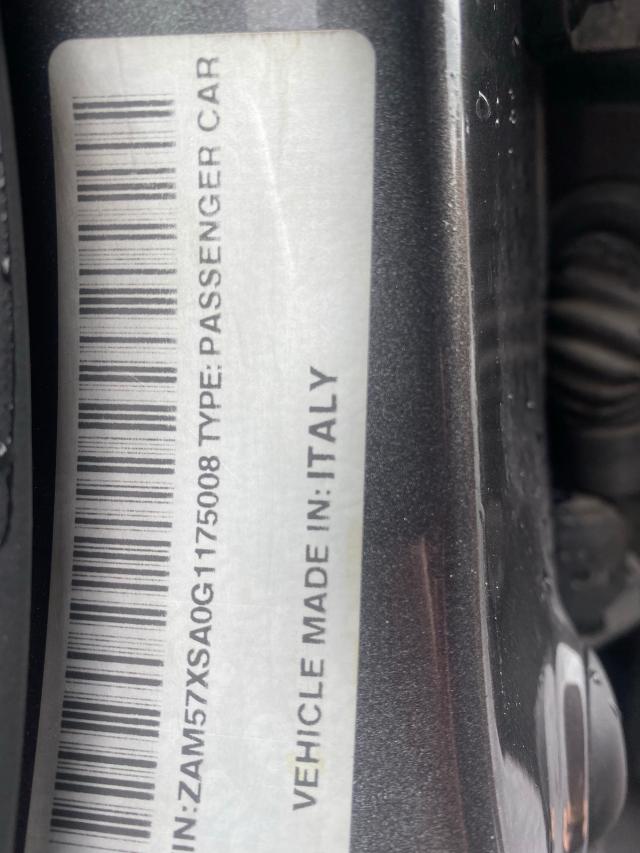 IN:ZAM57XSA0G1175008 TYPE: PASSENGER CAR
VEHICLE MADE IN: ITALY